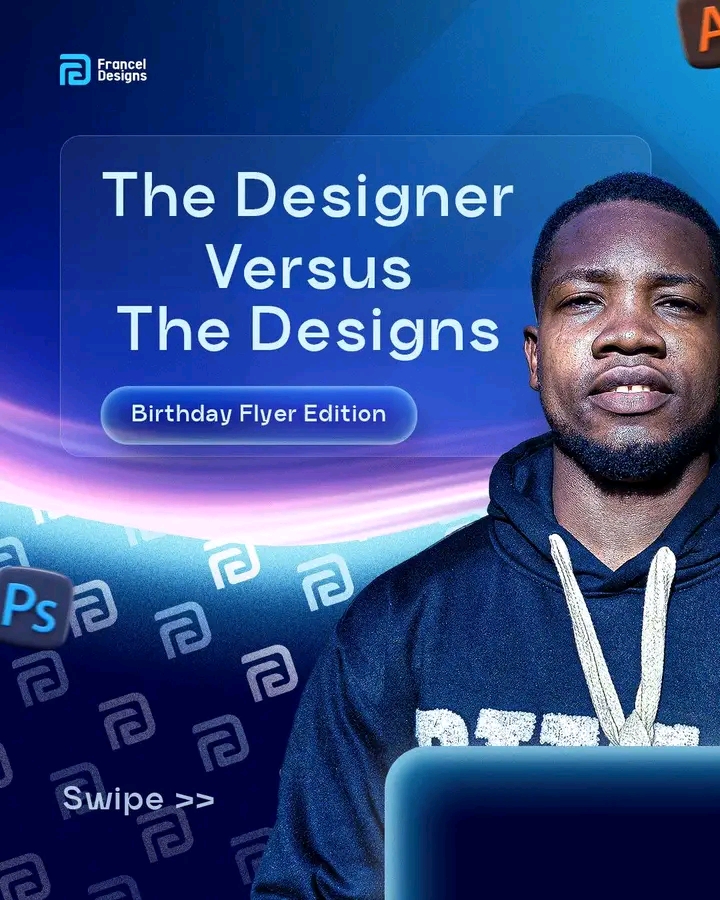 Francel
Designs
The Designer
Versus
The Designs
Birthday Flyer Edition
Ps
Swipe >>